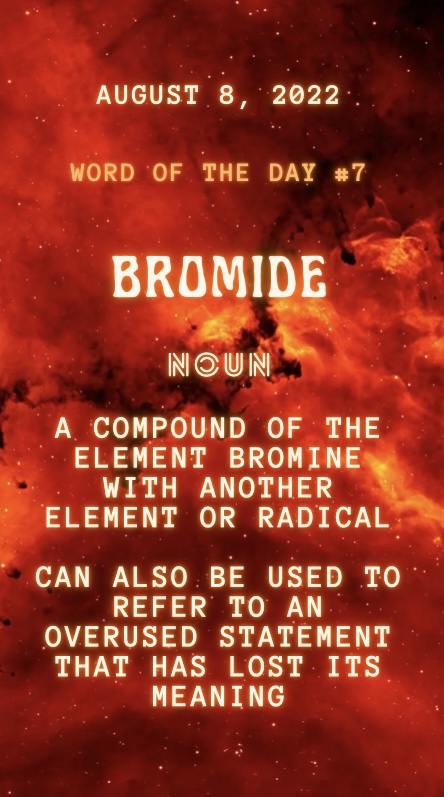 AUGUST 8, 2022
WORD OF THE DAY #7
BROMIDE
NOUN
A COMPOUND OF THE
ELEMENT BROMINE
WITH ANOTHER
ELEMENT OR RADICAL
CAN ALSO BE USED TO
REFER TO AN
OVERUSED STATEMENT
THAT HAS LOST ITS
MEANING